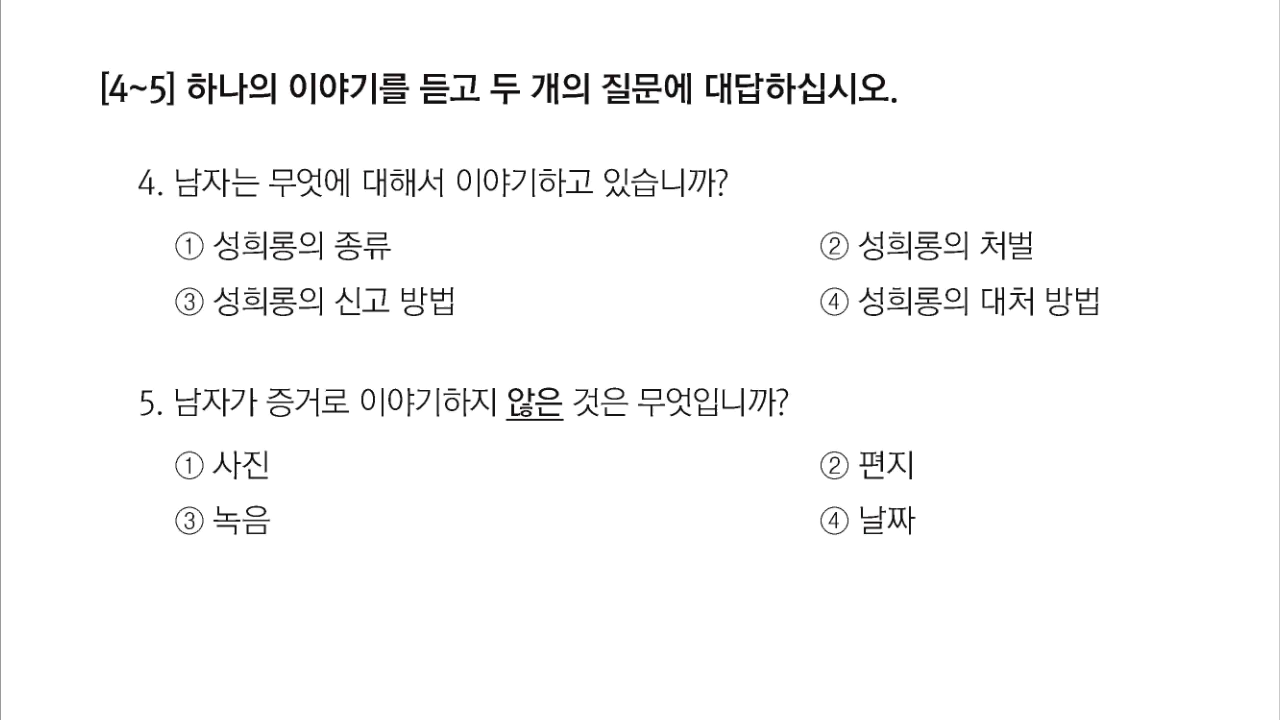 [4~5] 하나의 이야기를 듣고 두 개의 질문에 대답하십시오.
4. 남자는 무엇에 대해서 이야기하고 있습니까?
① 성희롱의 종류 ② 성희롱의 처벌
③ 성희롱의 신고 방법 ④ 성희롱의 대처 방법
5. 남자가 증거로 이야기하지 않은 것은 무엇입니까?
① 사진 ② 편지
③ 녹음 ④ 날짜